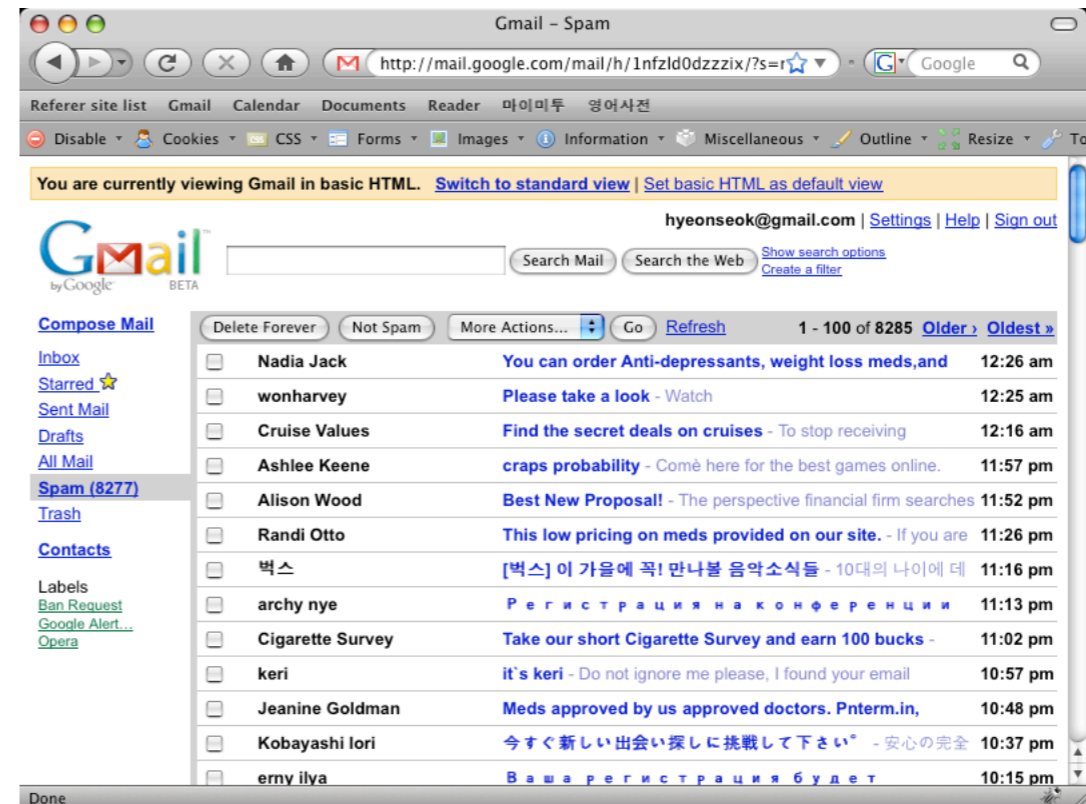 Gmail – Spam
http://mail.google.com/mail/h/1nfzld0dzzzix/?s=r
Google
Referer site list Gmail Calendar Documents Reader 마이미투 영어사전
Disable Cookies CSS Forms Images Information Miscellaneous Outline Resize To
You are currently viewing Gmail in basic HTML. Switch to standard view | Set basic HTML as default view
hyeonseok@gmail.com | Settings | Help | Sign out
Gmail by Google BETA
Search Mail Search the Web Show search options
Create a filter
Compose Mail
Inbox
Starred
Sent Mail
Drafts
All Mail
Spam (8277)
Trash
Contacts
Labels
Ban Request
Google Alert...
Opera
Delete Forever Not Spam More Actions... Go Refresh 1 - 100 of 8285 Older › Oldest »
Nadia Jack You can order Anti-depressants, weight loss meds,and 12:26 am
wonharvey Please take a look - Watch 12:25 am
Cruise Values Find the secret deals on cruises - To stop receiving 12:16 am
Ashlee Keene craps probability - Comè here for the best games online. 11:57 pm
Alison Wood Best New Proposal! - The perspective financial firm searches 11:52 pm
Randi Otto This low pricing on meds provided on our site. - If you are 11:26 pm
벅스 [벅스] 이 가을에 꼭! 만나볼 음악소식들 - 10대의 나이에 데 11:16 pm
archy nye Регистрация на конференции 11:13 pm
Cigarette Survey Take our short Cigarette Survey and earn 100 bucks - 11:02 pm
keri it`s keri - Do not ignore me please, I found your email 10:57 pm
Jeanine Goldman Meds approved by us approved doctors. Pnterm.in, 10:48 pm
Kobayashi Iori 今すぐ新しい出会い探しに挑戦して下さい° - 安心の完全 10:37 pm
erny ilya Ваша регистрация будет 10:15 pm
Done